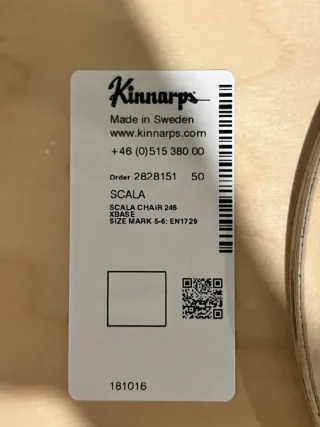 Kinnarps
Made in Sweden
www.kinnarps.com
+46 (0)515 380 00
Order 2828151 50
SCALA
SCALA CHAIR 246
XBASE
SIZE MARK 5-6: EN1729
181016